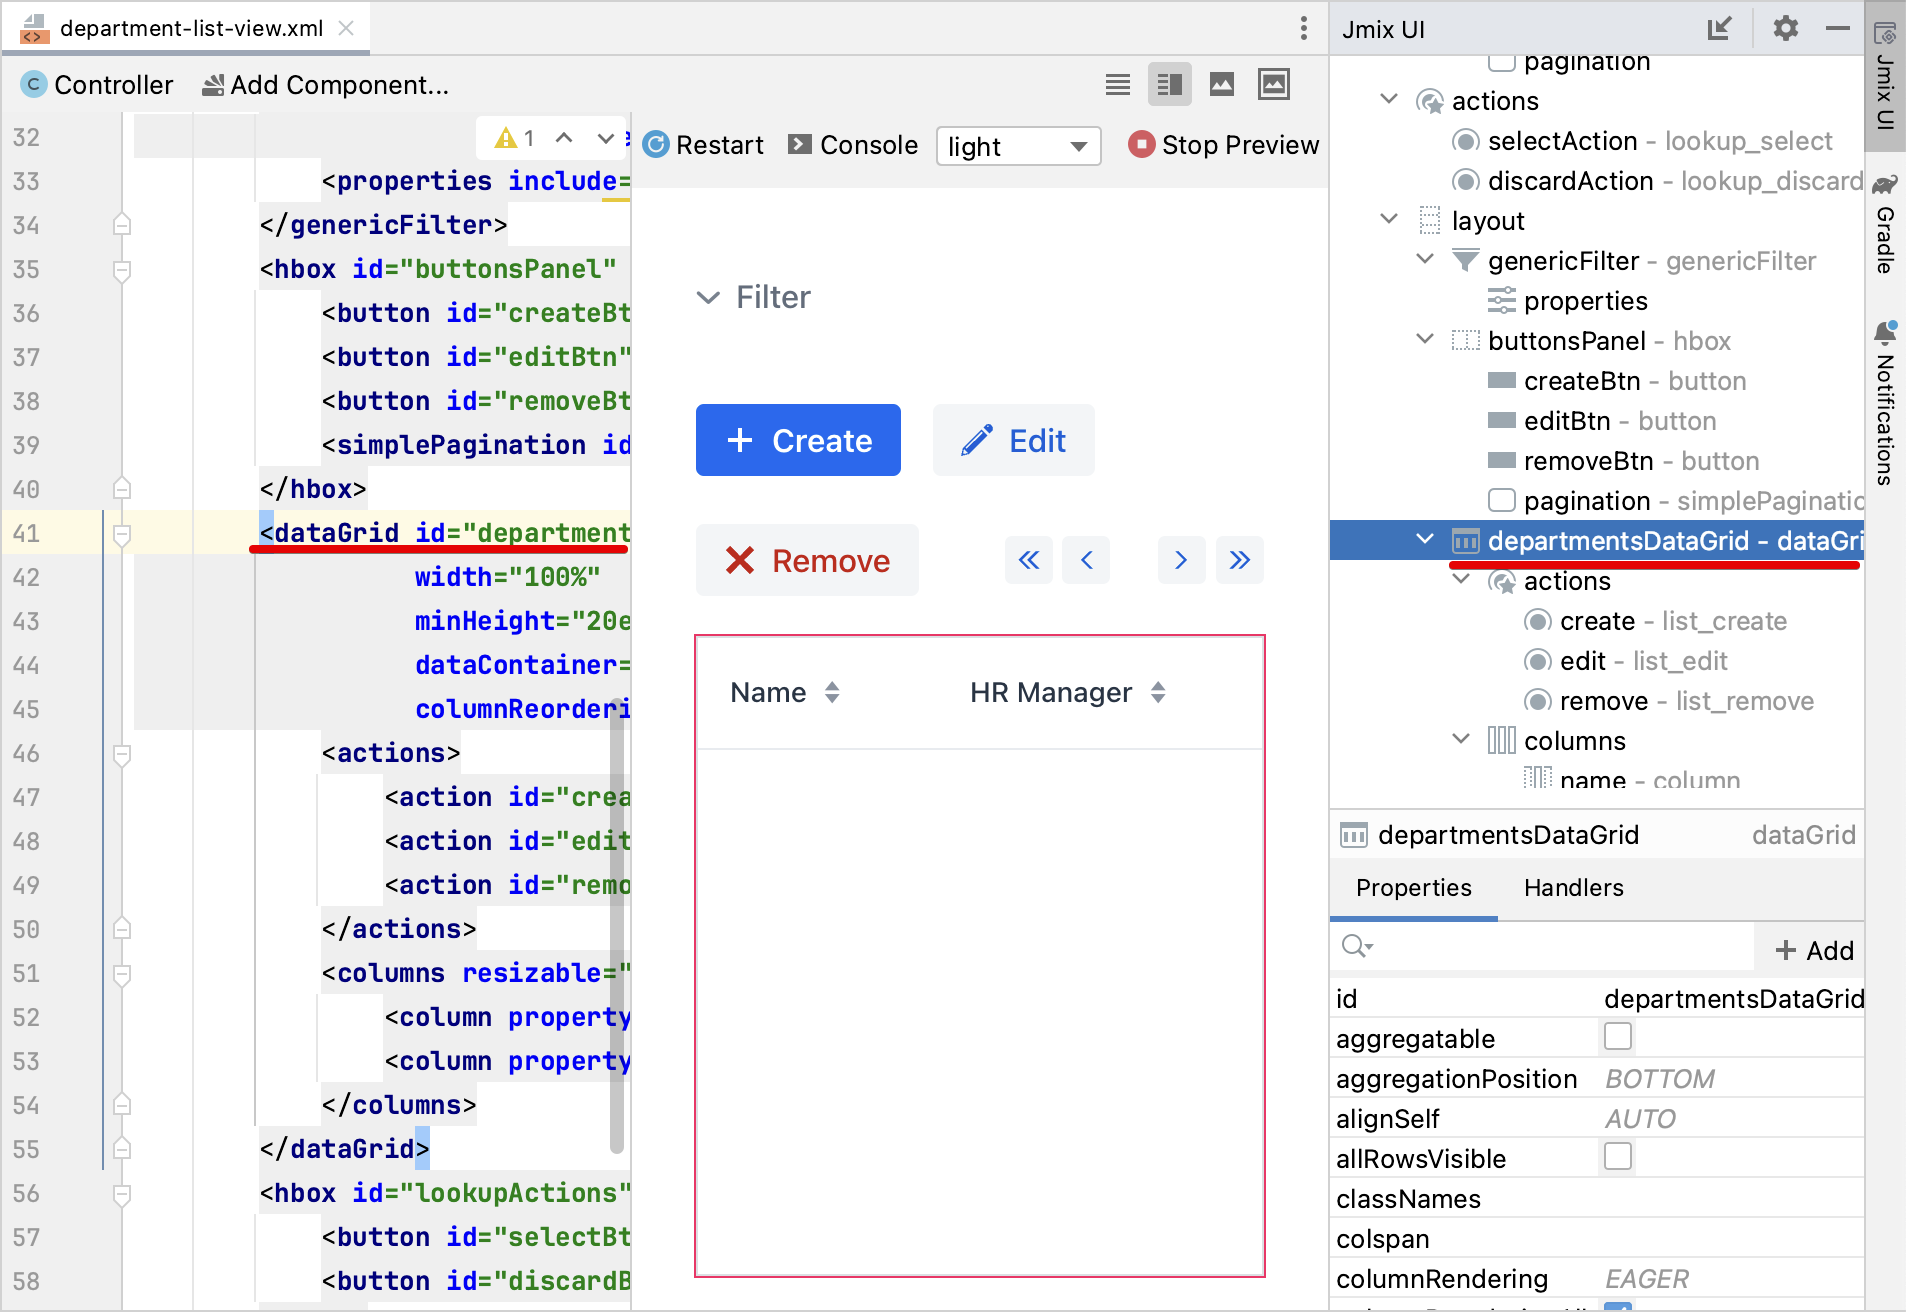 department-list-view.xml
Controller
Add Component...
1
32
33 <properties include=
34 </genericFilter>
35 <hbox id="buttonsPanel"
36 <button id="createBt
37 <button id="editBtn"
38 <button id="removeBt
39 <simplePagination id
40 </hbox>
41 <dataGrid id="department
42 width="100%"
43 minHeight="20e
44 dataContainer=
45 columnReorderi
46 <actions>
47 <action id="crea
48 <action id="edit
49 <action id="remo
50 </actions>
51 <columns resizable="
52 <column property
53 <column property
54 </columns>
55 </dataGrid>
56 <hbox id="lookupActions"
57 <button id="selectBt
58 <button id="discardB
Restart
Console
light
Stop Preview
Filter
Create
Edit
Remove
Name
HR Manager
Jmix UI
pagination
actions
selectAction - lookup_select
discardAction - lookup_discard
layout
genericFilter - genericFilter
properties
buttonsPanel - hbox
createBtn - button
editBtn - button
removeBtn - button
pagination - simplePaginatio
departmentsDataGrid - dataGri
actions
create - list_create
edit - list_edit
remove - list_remove
columns
name - column
departmentsDataGrid dataGrid
Properties Handlers
Add
id departmentsDataGrid
aggregatable
aggregationPosition BOTTOM
alignSelf AUTO
allRowsVisible
classNames
colspan
columnRendering EAGER
Jmix UI
Gradle
Notifications